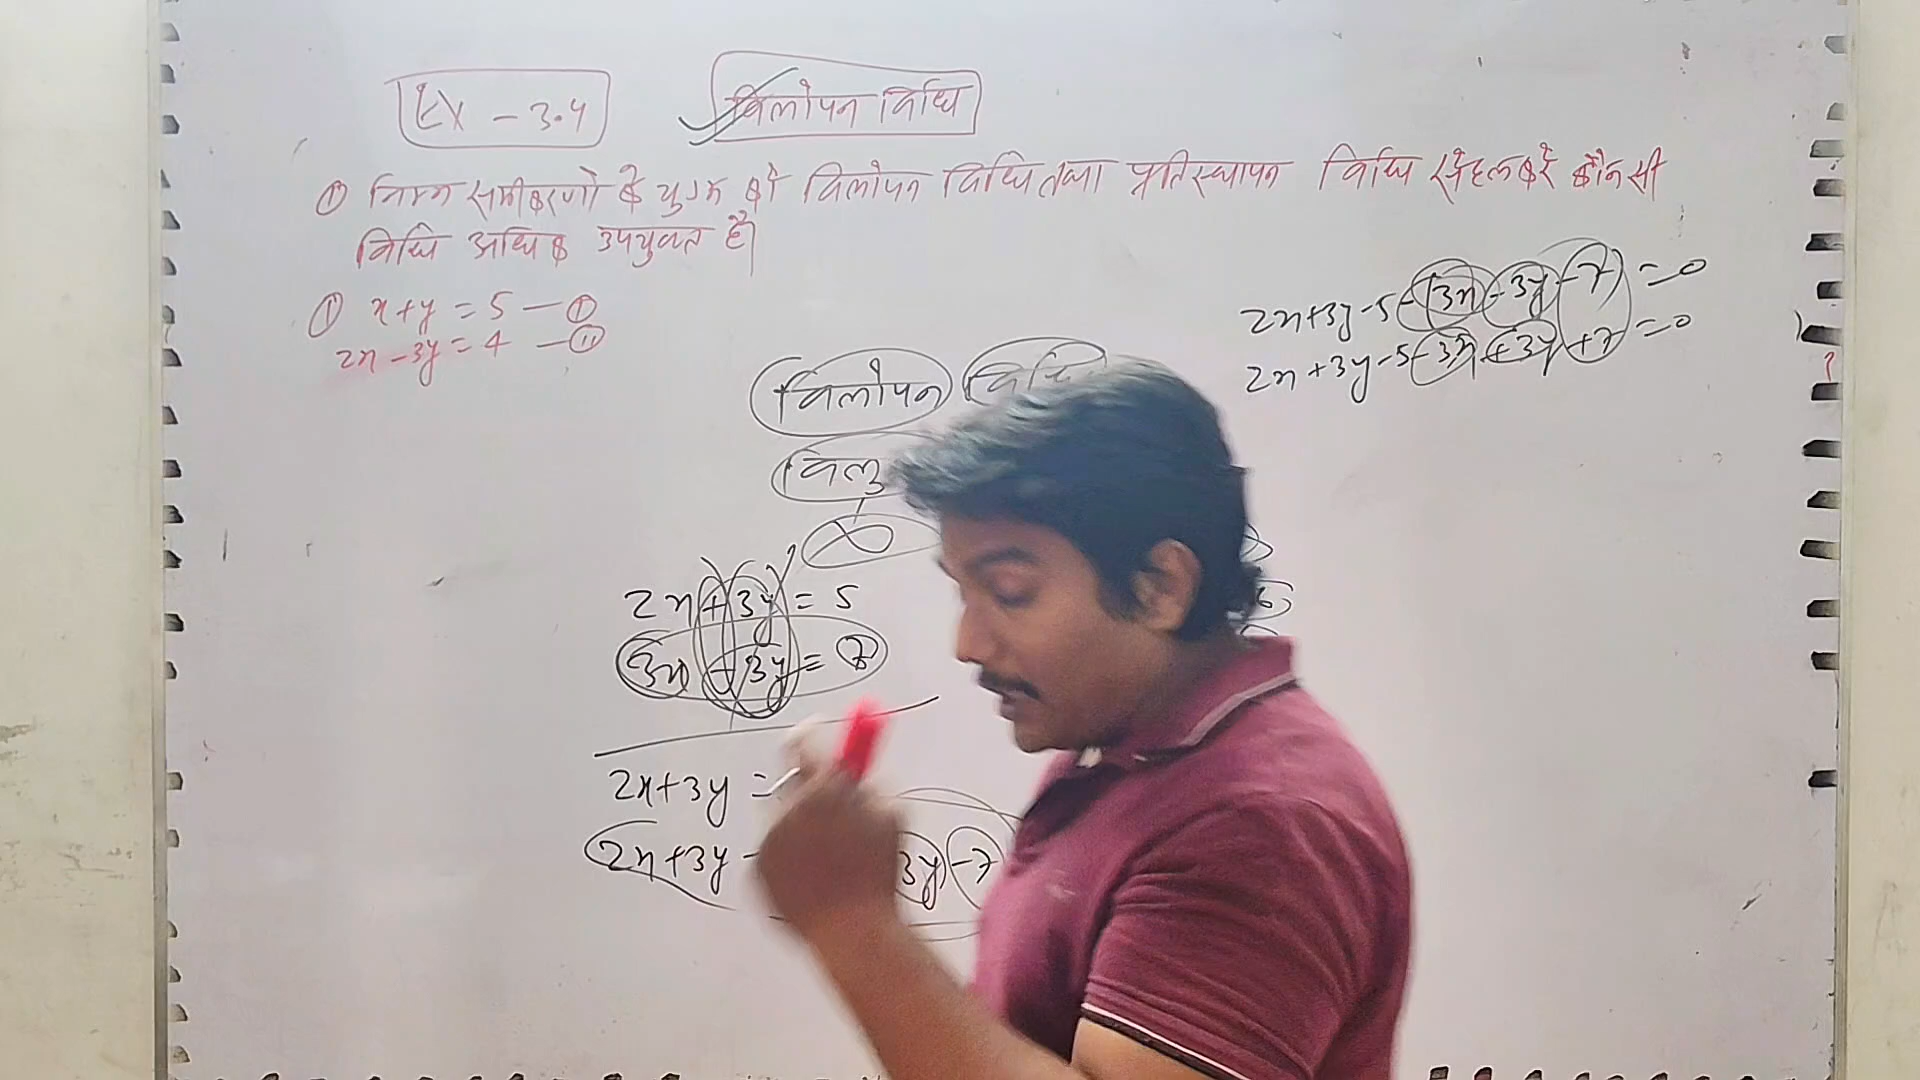 EX - 3.4
विलोपन विधि
① निम्न समीकरणो के युग्म को विलोपन विधि तथा प्रतिस्थापन विधि से हल करे कौन सी
विधि अधिक उपयुक्त है।
① x+y = 5 — ①
2x-3y = 4 — ⑪
2x+3y-5-(3x-3y-7)=0
2x+3y-5-3x+3y+7=0
विलोपन विधि
विलु
2x+3y = 5
3x-3y = 7
2x+3y =
2x+3y - 3y)-7